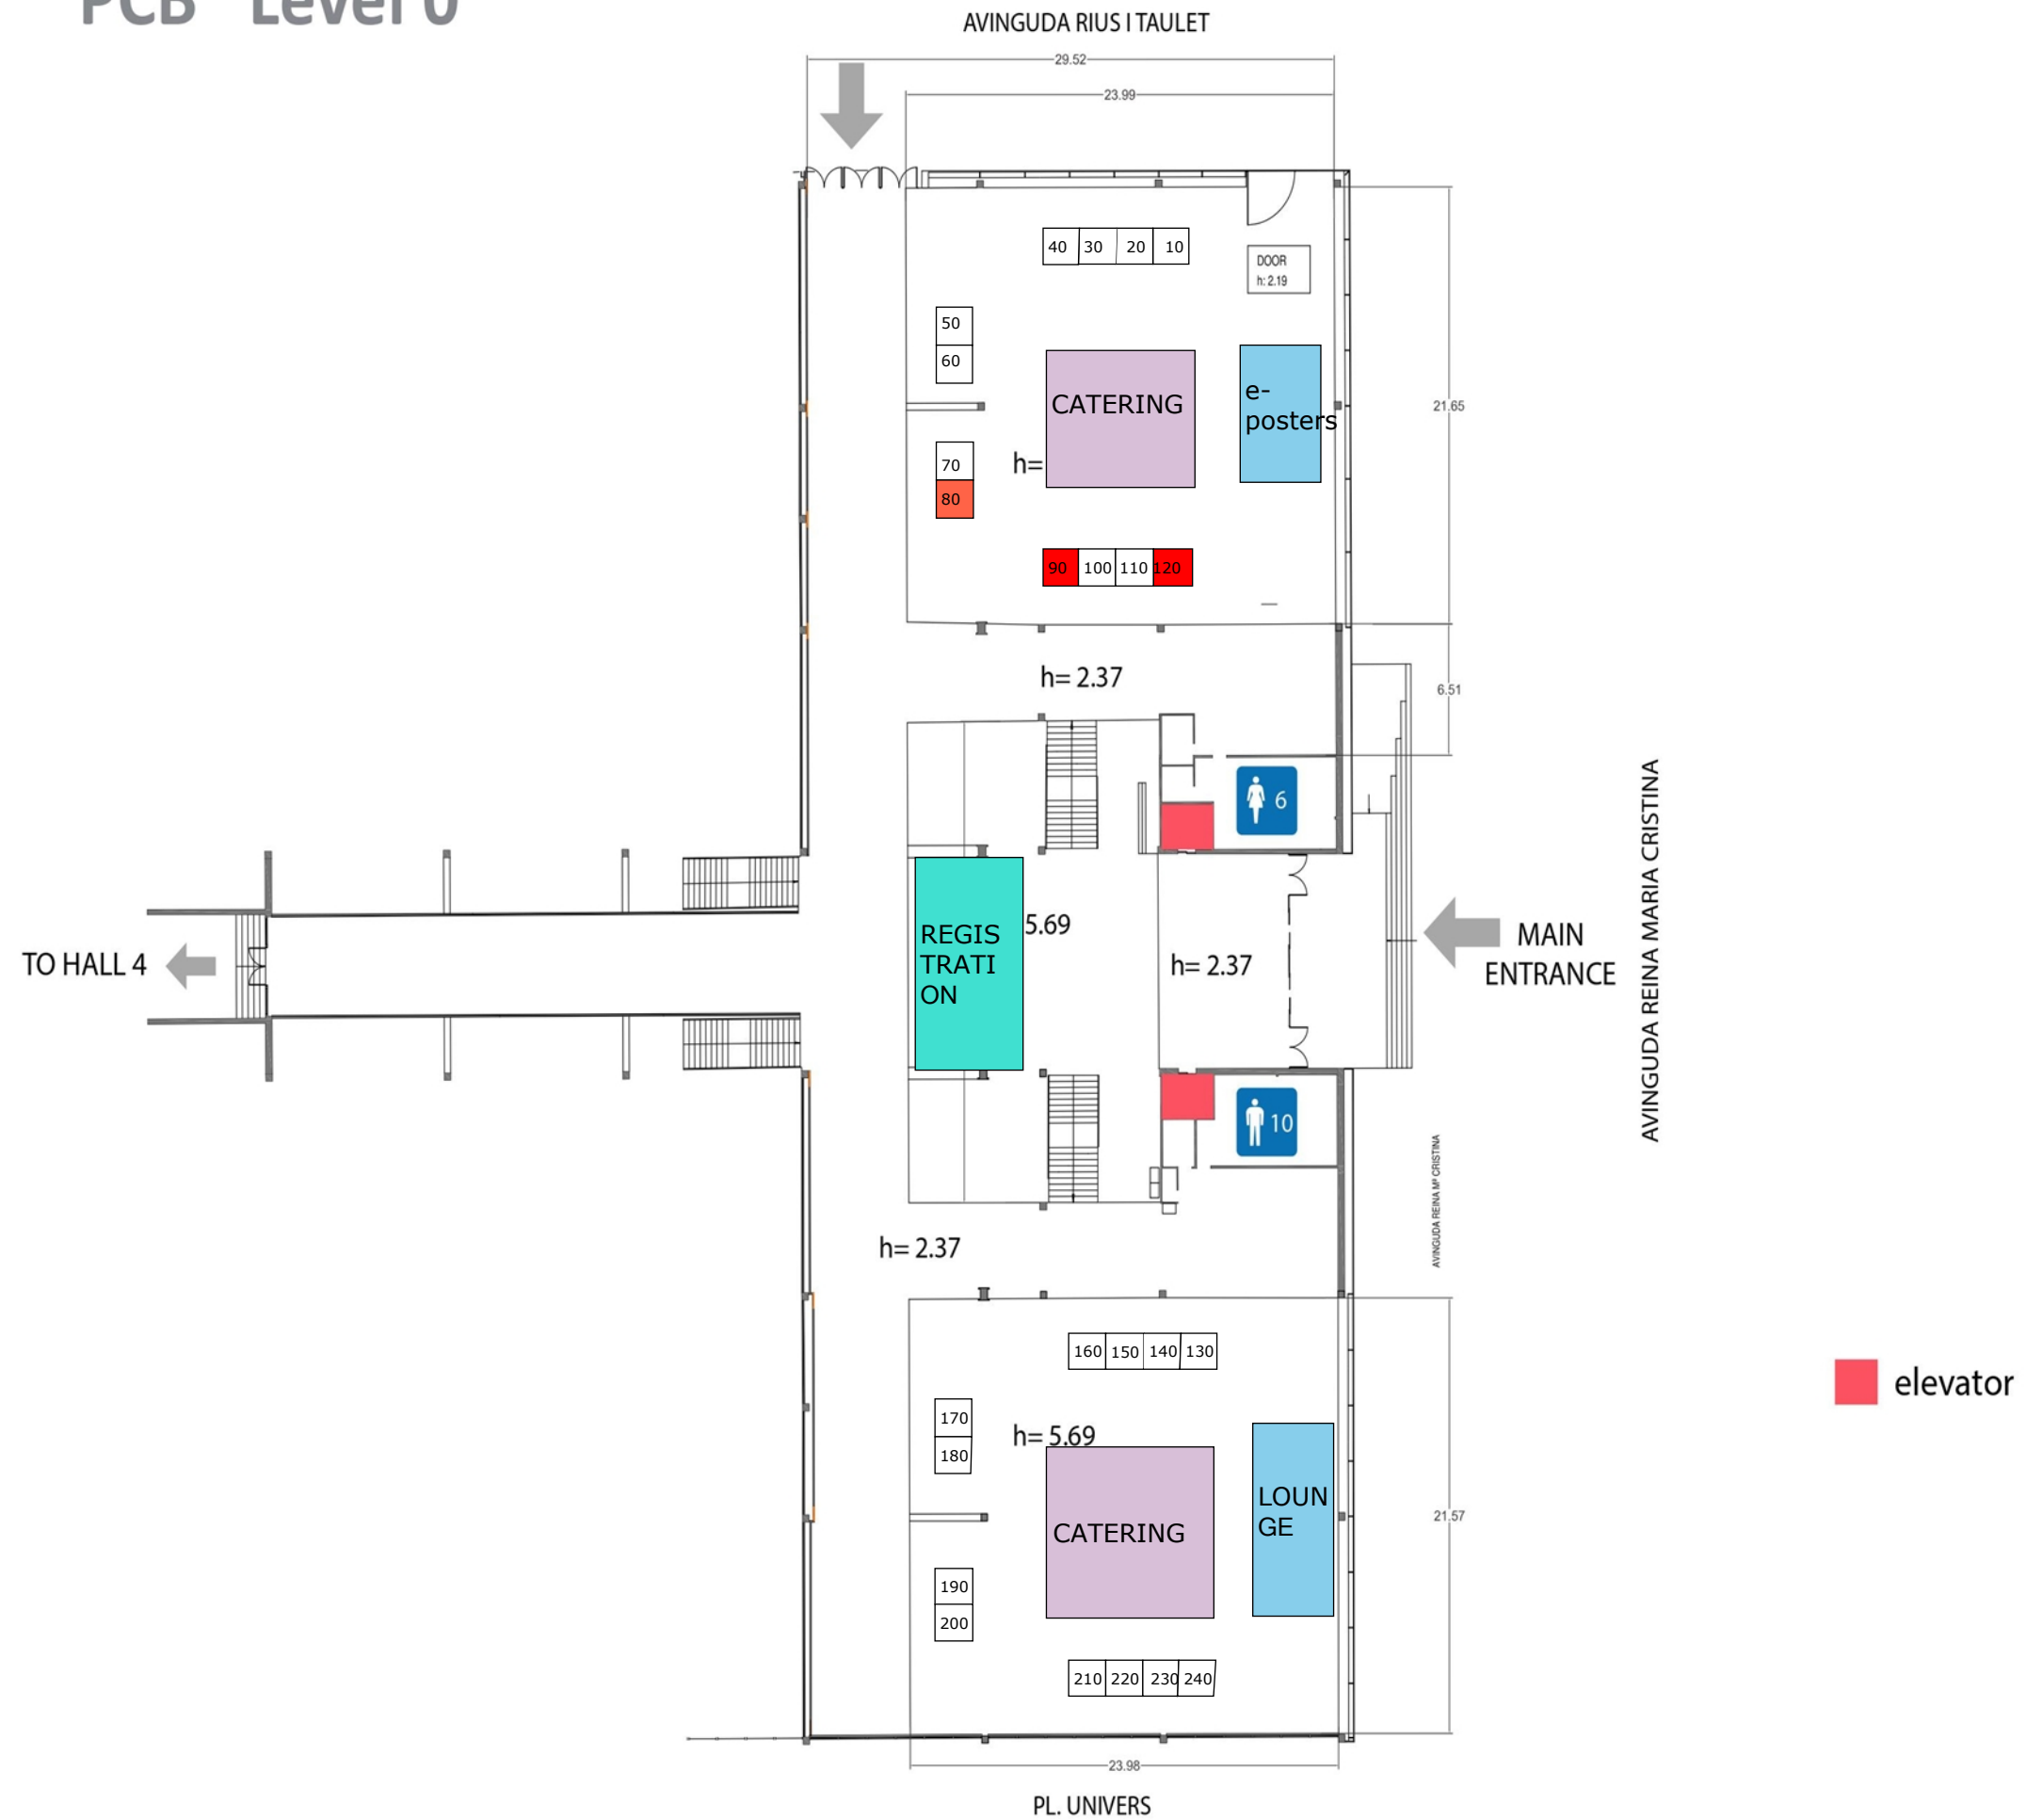 PCB Level 0
AVINGUDA RIUS I TAULET
29.52
23.99
40 30 20 10
DOOR
h: 2.19
50
60
CATERING
e-
posters
21.65
70
h=
80
90 100 110 120
h= 2.37
6.51
6
REGIS
TRATI
ON
5.69
h= 2.37
MAIN
ENTRANCE
AVINGUDA REINA MARIA CRISTINA
TO HALL 4
10
AVINGUDA REINA Mª CRISTINA
h= 2.37
160 150 140 130
elevator
170
h= 5.69
180
LOUN
GE
CATERING
21.57
190
200
210 220 230 240
23.98
PL. UNIVERS